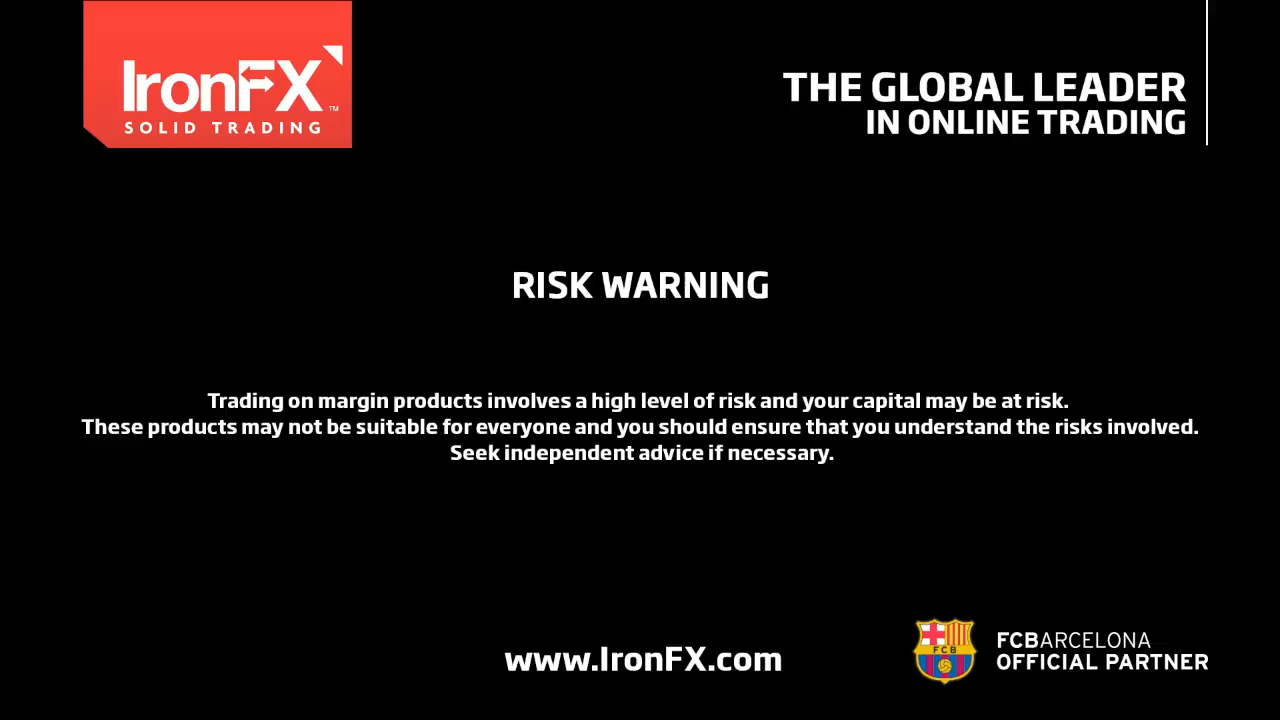 IronFX™
SOLID TRADING
THE GLOBAL LEADER
IN ONLINE TRADING
RISK WARNING
Trading on margin products involves a high level of risk and your capital may be at risk.
These products may not be suitable for everyone and you should ensure that you understand the risks involved.
Seek independent advice if necessary.
www.IronFX.com
FCB
FCBARCELONA
OFFICIAL PARTNER